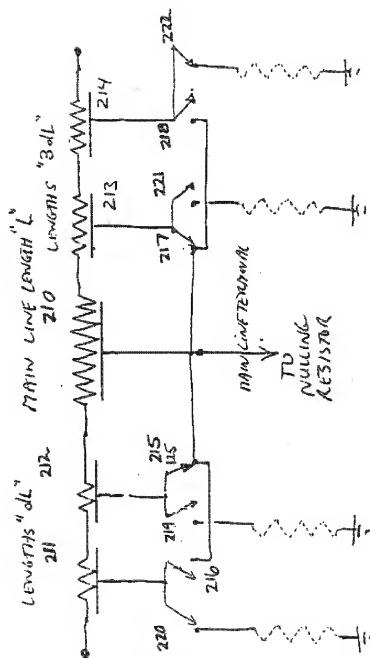 LENGTHS "dL"
MAIN LINE LENGTH "L"
LENGTHS "3dL"
211
212
210
213
214
215
125
219
216
220
217
221
218
222
MAIN LINE TERMINAL
TO
NULLING
RESISTOR